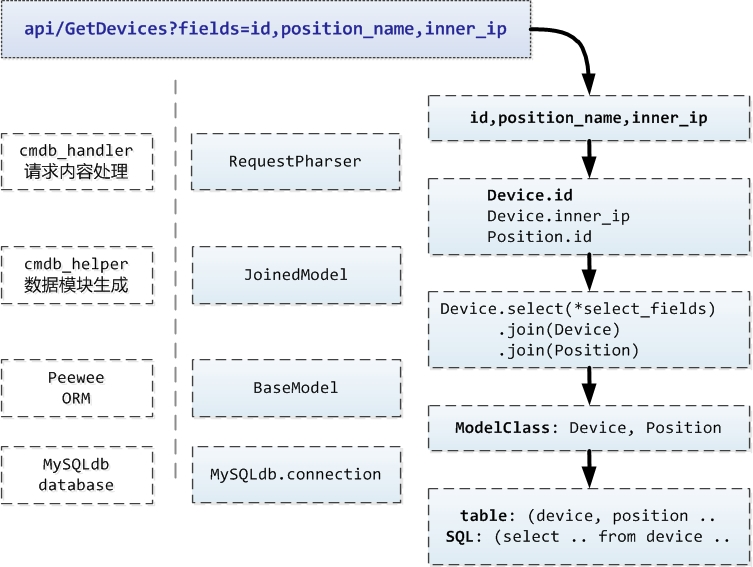 api/GetDevices?fields=id,position_name,inner_ip
cmdb_handler
请求内容处理
RequestPharser
id,position_name,inner_ip
Device.id
Device.inner_ip
Position.id
cmdb_helper
数据模块生成
JoinedModel
Device.select(*select_fields)
.join(Device)
.join(Position)
Peewee
ORM
BaseModel
ModelClass: Device, Position
MySQLdb
database
MySQLdb.connection
table: (device, position ..
SQL: (select .. from device ..